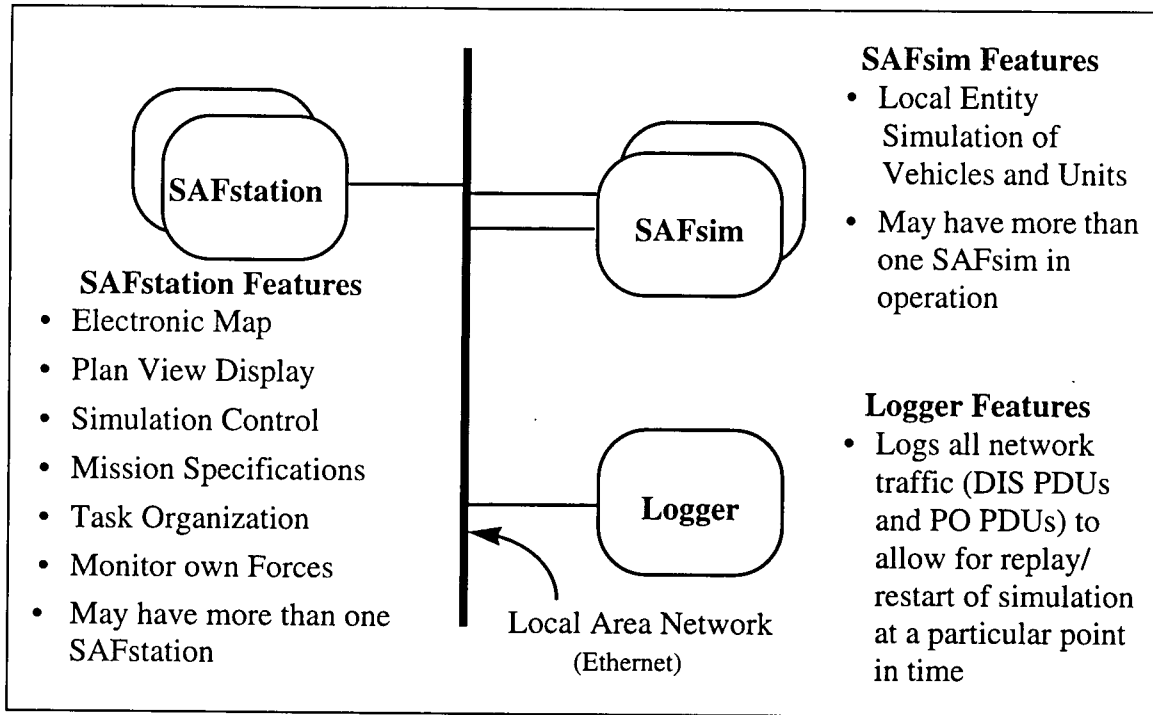 SAFstation
SAFstation Features
• Electronic Map
• Plan View Display
• Simulation Control
• Mission Specifications
• Task Organization
• Monitor own Forces
• May have more than one
SAFstation
SAFsim
Logger
Local Area Network
(Ethernet)
SAFsim Features
• Local Entity
Simulation of
Vehicles and Units
• May have more than
one SAFsim in
operation
Logger Features
• Logs all network
traffic (DIS PDUs
and PO PDUs) to
allow for replay/
restart of simulation
at a particular point
in time